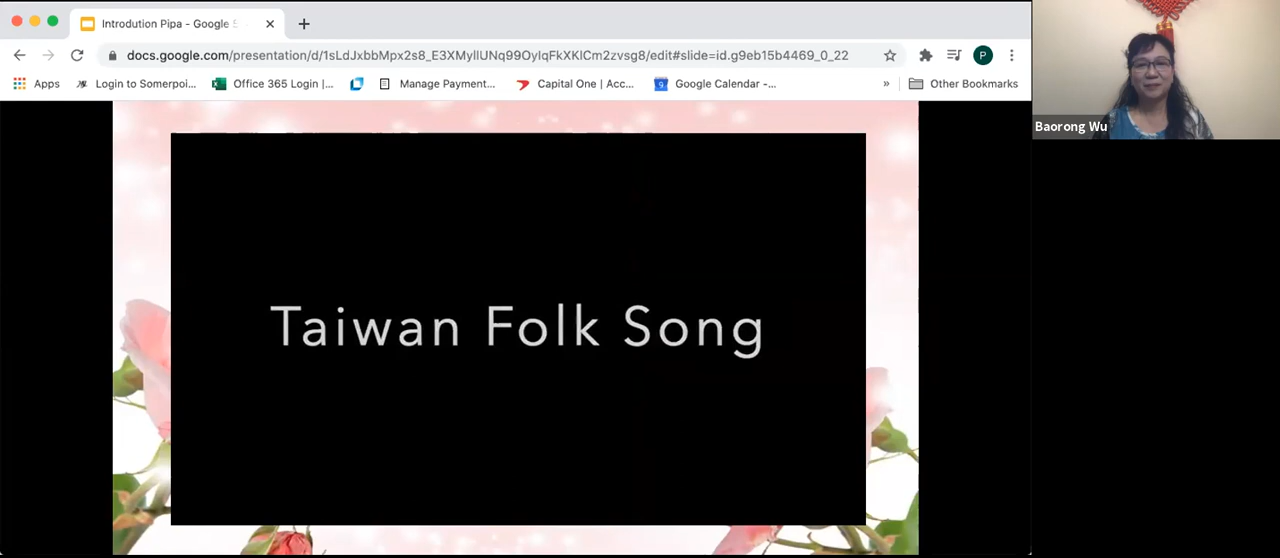 Introdution Pipa - Google S
docs.google.com/presentation/d/1sLdJxbbMpx2s8_E3XMyllUNq99OylqFkXKlCm2zvsg8/edit#slide=id.g9eb15b4469_0_22
P
Apps Login to Somerpoi... Office 365 Login |... Manage Payment... Capital One | Acc... Google Calendar -... » Other Bookmarks
Baorong Wu
Taiwan Folk Song